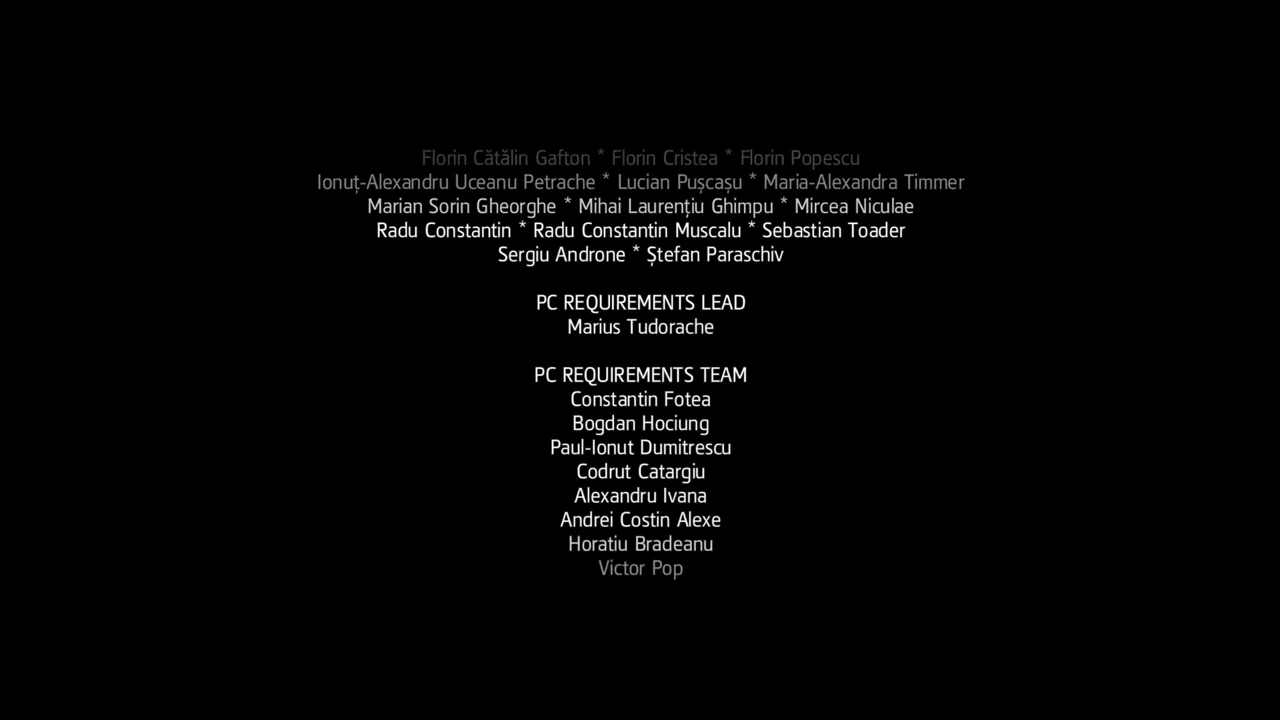 Florin Cătălin Gafton * Florin Cristea * Florin Popescu
Ionuț-Alexandru Uceanu Petrache * Lucian Pușcașu * Maria-Alexandra Timmer
Marian Sorin Gheorghe * Mihai Laurențiu Ghimpu * Mircea Niculae
Radu Constantin * Radu Constantin Muscalu * Sebastian Toader
Sergiu Androne * Ștefan Paraschiv
PC REQUIREMENTS LEAD
Marius Tudorache
PC REQUIREMENTS TEAM
Constantin Fotea
Bogdan Hociung
Paul-Ionut Dumitrescu
Codrut Catargiu
Alexandru Ivana
Andrei Costin Alexe
Horatiu Bradeanu
Victor Pop